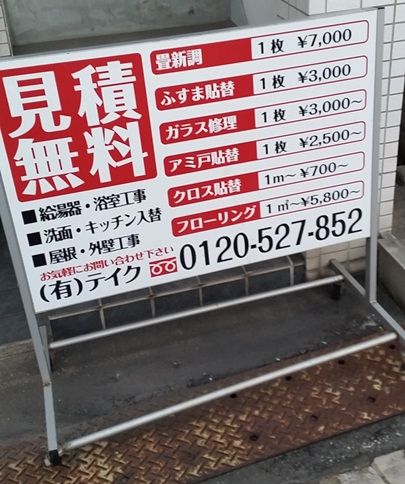 見積
無料
畳新調 1枚 ¥7,000
ふすま貼替 1枚 ¥3,000
ガラス修理 1枚 ¥3,000~
アミ戸貼替 1枚 ¥2,500~
クロス貼替 1m~ ¥700~
フローリング 1㎡~ ¥5,800~
■給湯器・浴室工事
■洗面・キッチン入替
■屋根・外壁工事
お気軽にお問い合わせ下さい
(有)テイク 0120-527-852